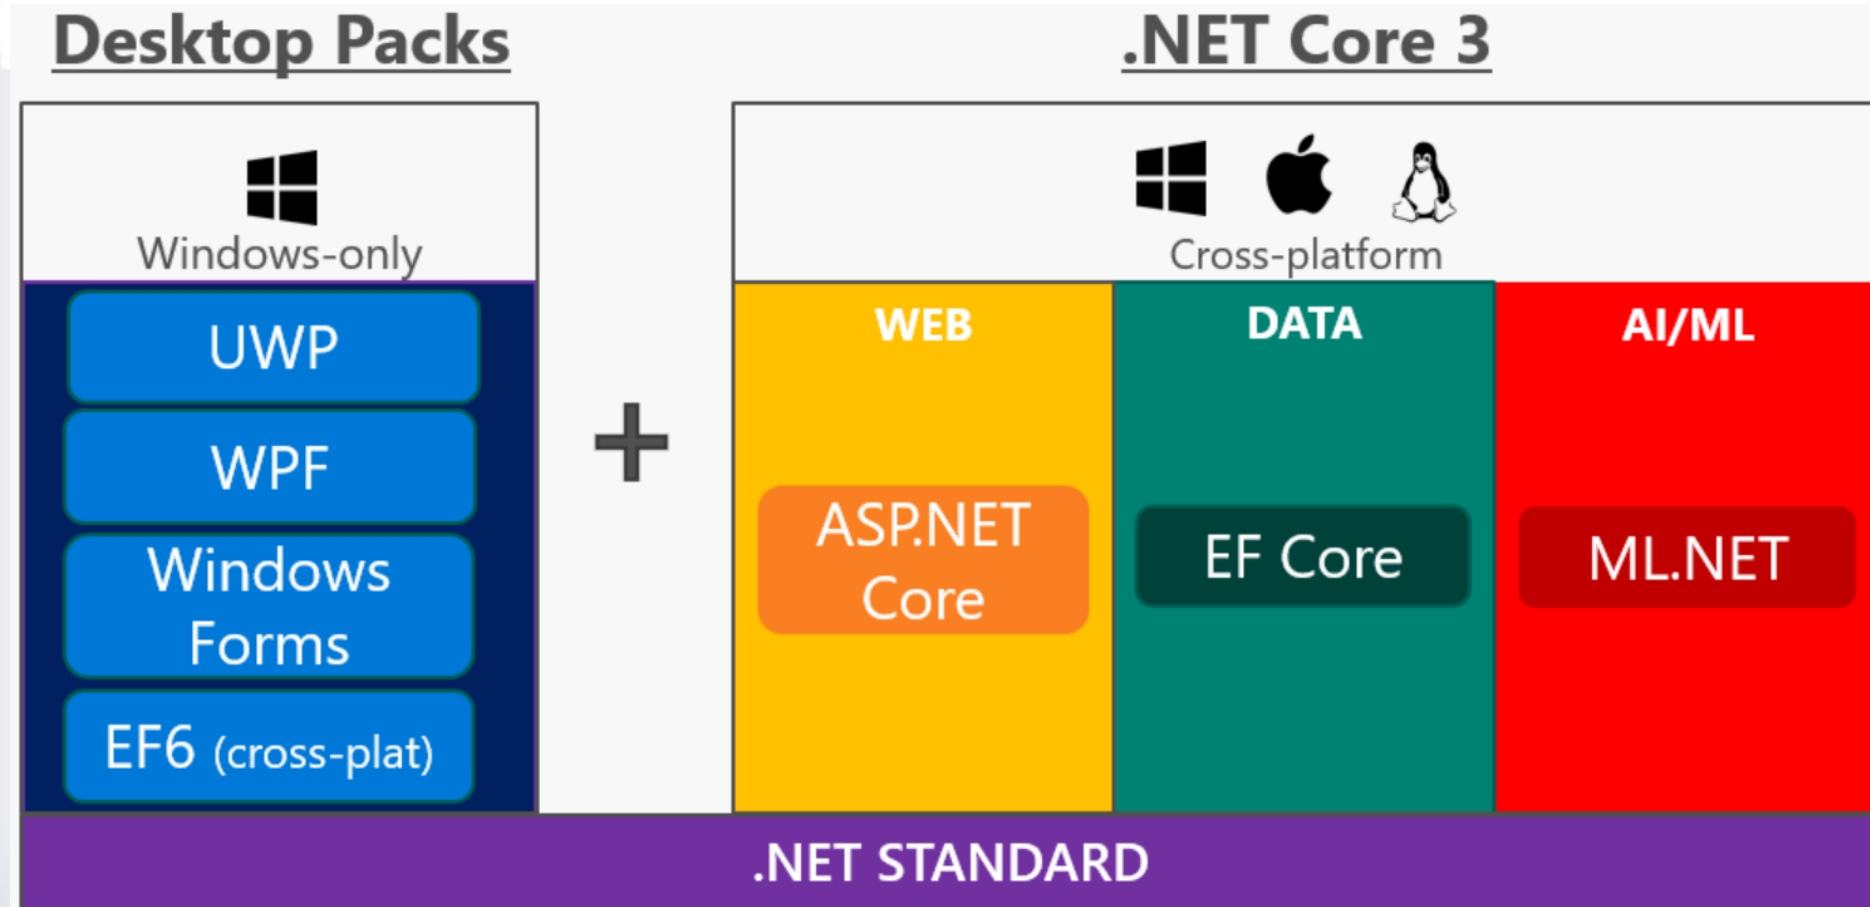 Desktop Packs
.NET Core 3
Windows-only
Cross-platform
UWP
WPF
Windows
Forms
EF6 (cross-plat)
WEB
ASP.NET
Core
DATA
EF Core
AI/ML
ML.NET
.NET STANDARD